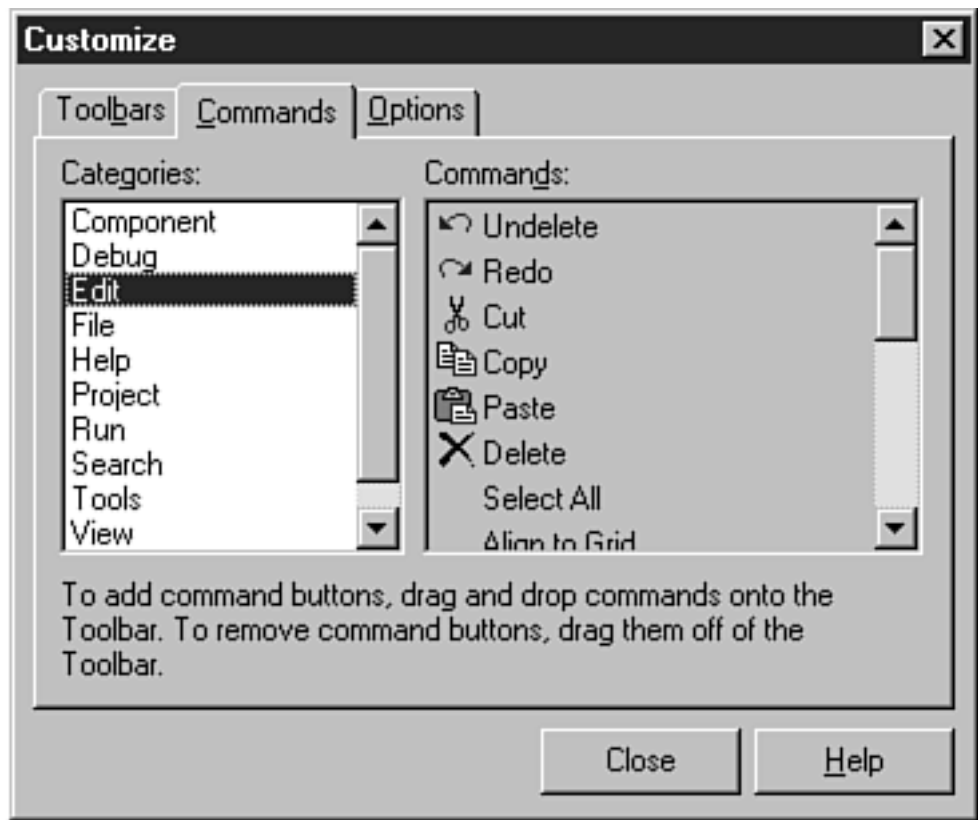 Customize
Toolbars
Commands
Options
Categories:
Component
Debug
Edit
File
Help
Project
Run
Search
Tools
View
Commands:
Undelete
Redo
Cut
Copy
Paste
Delete
Select All
Align to Grid
To add command buttons, drag and drop commands onto the
Toolbar. To remove command buttons, drag them off of the
Toolbar.
Close
Help